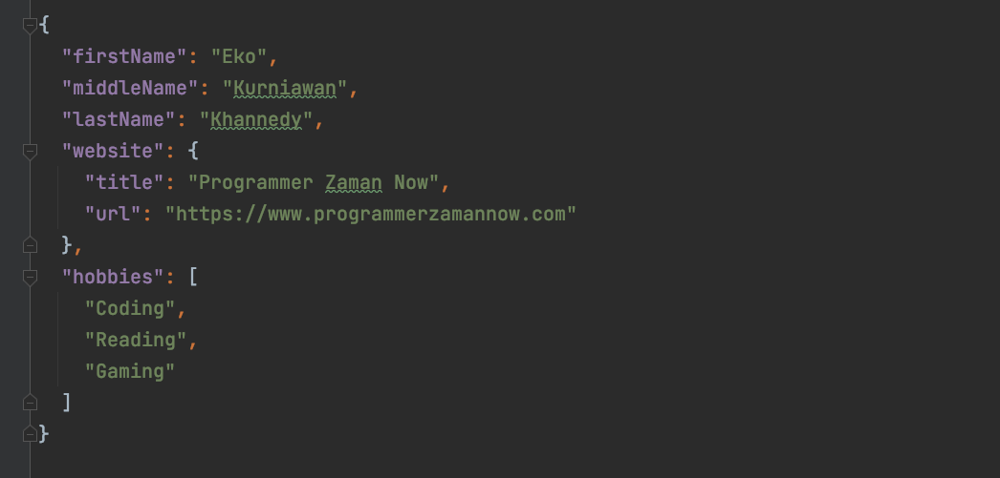 {
  "firstName": "Eko",
  "middleName": "Kurniawan",
  "lastName": "Khannedy",
  "website": {
    "title": "Programmer Zaman Now",
    "url": "https://www.programmerzamannow.com"
  },
  "hobbies": [
    "Coding",
    "Reading",
    "Gaming"
  ]
}